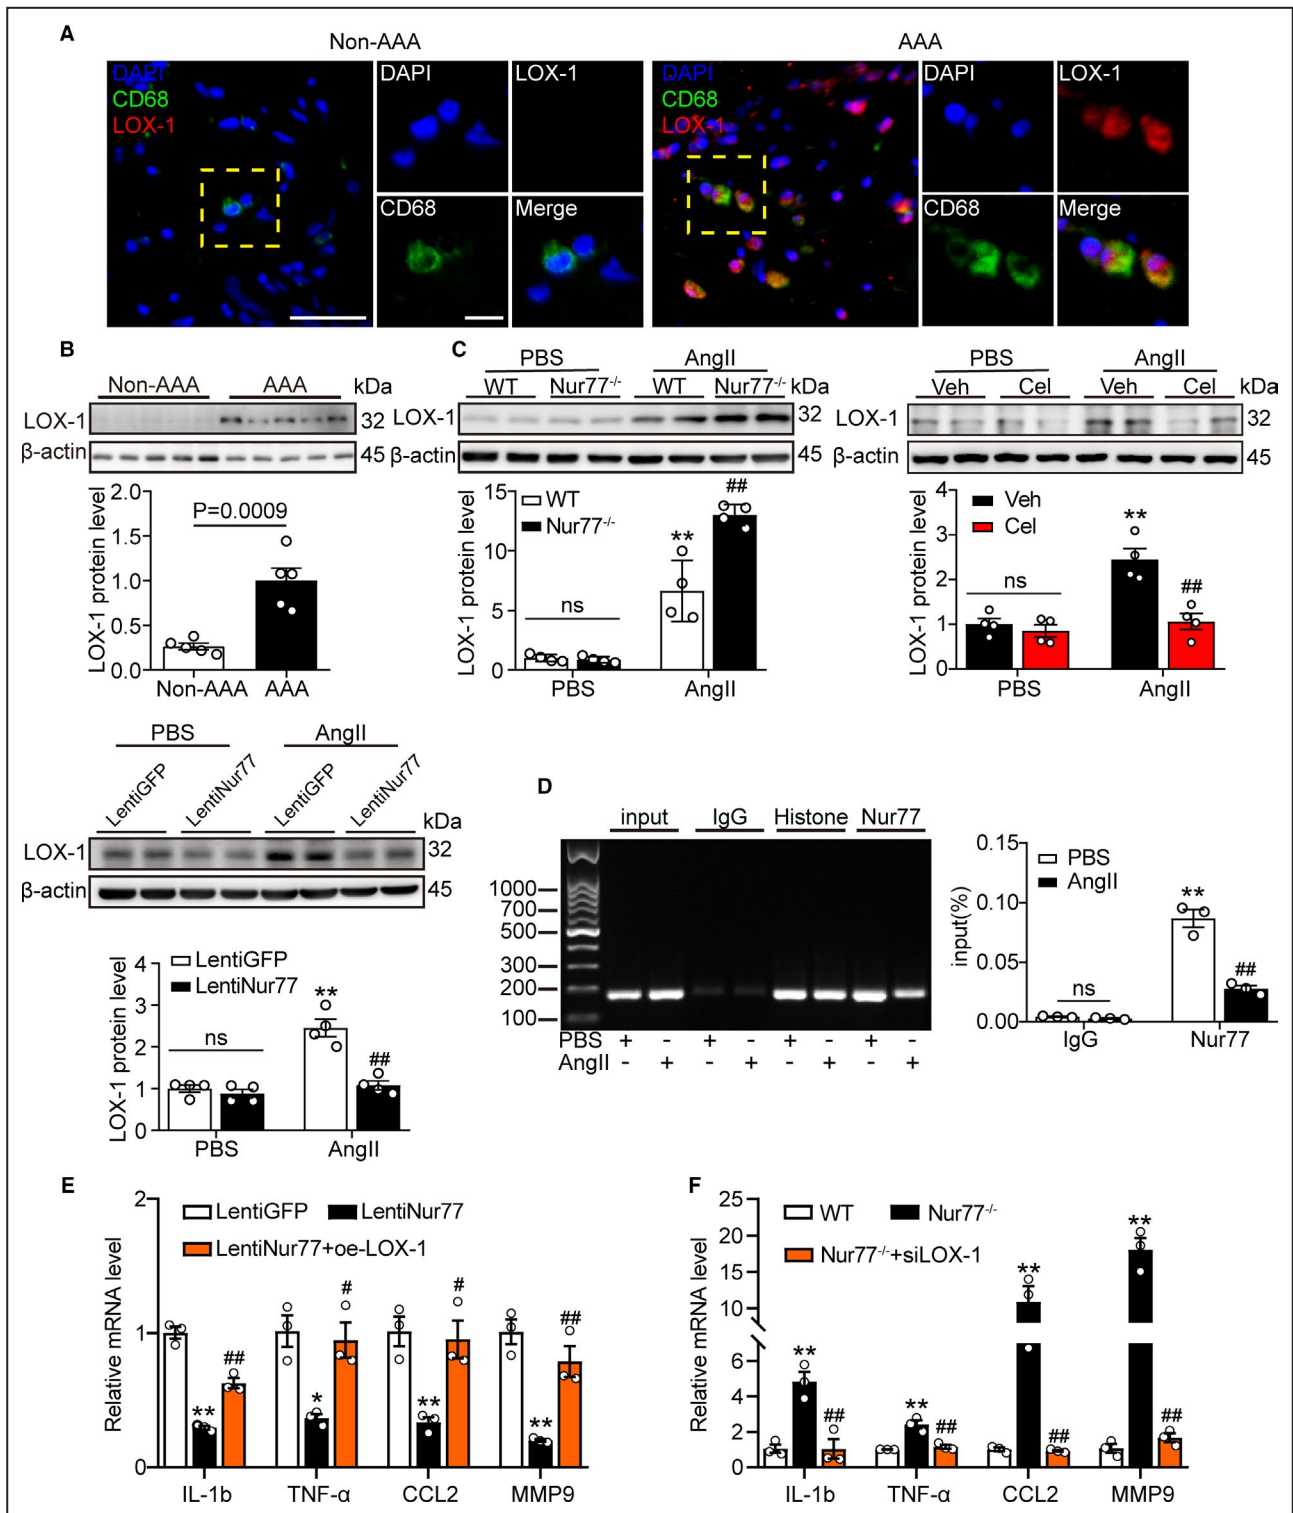 A
Non-AAA
AAA
DAPI
CD68
LOX-1
DAPI
LOX-1
CD68
Merge
DAPI
CD68
LOX-1
DAPI
LOX-1
CD68
Merge
B
Non-AAA AAA kDa
LOX-1 32
β-actin 45
LOX-1 protein level
2.0
1.5
1.0
0.5
0.0
P=0.0009
Non-AAA AAA
C
PBS AngII
WT Nur77-/- WT Nur77-/- kDa
LOX-1 32
β-actin 45
LOX-1 protein level
15
10
5
0
WT
Nur77-/-
ns
**
##
PBS AngII
PBS AngII
Veh Cel Veh Cel kDa
LOX-1 32
β-actin 45
LOX-1 protein level
4
3
2
1
0
Veh
Cel
ns
**
##
PBS AngII
PBS AngII
LentiGFP LentiNur77 LentiGFP LentiNur77
kDa
LOX-1 32
β-actin 45
LOX-1 protein level
4
3
2
1
0
LentiGFP
LentiNur77
ns
**
##
PBS AngII
D
input IgG Histone Nur77
1000
700
500
300
200
100
PBS + - + - + - + -
AngII - + - + - + - +
input(%)
0.15
0.10
0.05
0.00
PBS
AngII
ns
**
##
IgG Nur77
E
Relative mRNA level
2
1
0
LentiGFP LentiNur77
LentiNur77+oe-LOX-1
** ## * # ** # ** ##
IL-1b TNF-α CCL2 MMP9
F
Relative mRNA level
25
20
15
10
6
4
2
0
WT Nur77-/-
Nur77-/-+siLOX-1
** ## ** ## ** ## ** ##
IL-1b TNF-α CCL2 MMP9